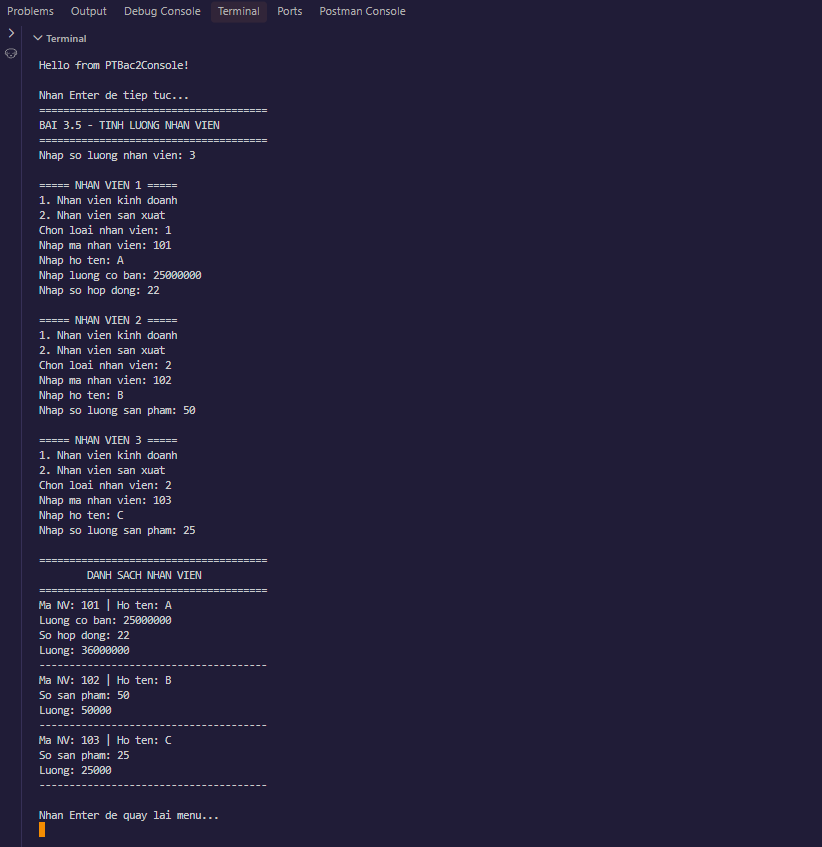 Problems Output Debug Console Terminal Ports Postman Console
Terminal
Hello from PTBac2Console!
Nhan Enter de tiep tuc...
======================================
BAI 3.5 - TINH LUONG NHAN VIEN
======================================
Nhap so luong nhan vien: 3
===== NHAN VIEN 1 =====
1. Nhan vien kinh doanh
2. Nhan vien san xuat
Chon loai nhan vien: 1
Nhap ma nhan vien: 101
Nhap ho ten: A
Nhap luong co ban: 25000000
Nhap so hop dong: 22
===== NHAN VIEN 2 =====
1. Nhan vien kinh doanh
2. Nhan vien san xuat
Chon loai nhan vien: 2
Nhap ma nhan vien: 102
Nhap ho ten: B
Nhap so luong san pham: 50
===== NHAN VIEN 3 =====
1. Nhan vien kinh doanh
2. Nhan vien san xuat
Chon loai nhan vien: 2
Nhap ma nhan vien: 103
Nhap ho ten: C
Nhap so luong san pham: 25
======================================
DANH SACH NHAN VIEN
======================================
Ma NV: 101 | Ho ten: A
Luong co ban: 25000000
So hop dong: 22
Luong: 36000000
--------------------------------------
Ma NV: 102 | Ho ten: B
So san pham: 50
Luong: 50000
--------------------------------------
Ma NV: 103 | Ho ten: C
So san pham: 25
Luong: 25000
--------------------------------------
Nhan Enter de quay lai menu...